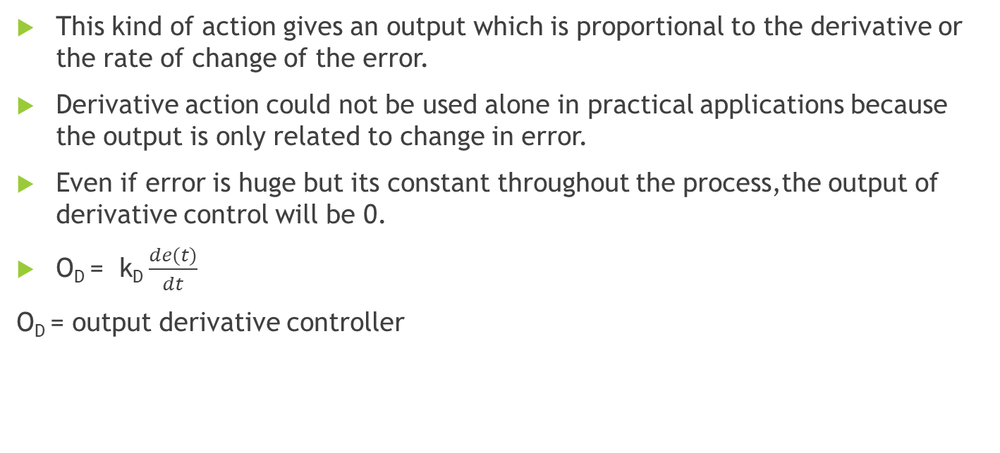 ▶ This kind of action gives an output which is proportional to the derivative or
the rate of change of the error.
▶ Derivative action could not be used alone in practical applications because
the output is only related to change in error.
▶ Even if error is huge but its constant throughout the process,the output of
derivative control will be 0.
▶ O_D = k_D de(t)/dt
O_D = output derivative controller